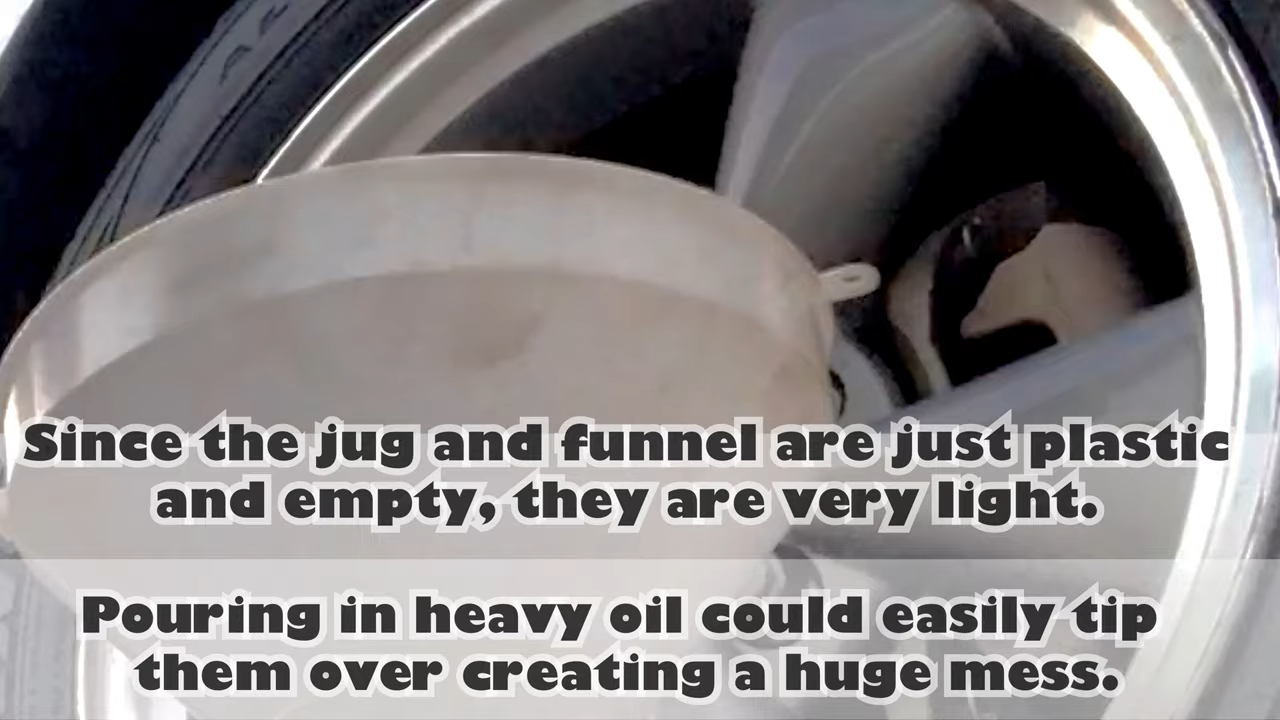 Since the jug and funnel are just plastic
and empty, they are very light.
Pouring in heavy oil could easily tip
them over creating a huge mess.